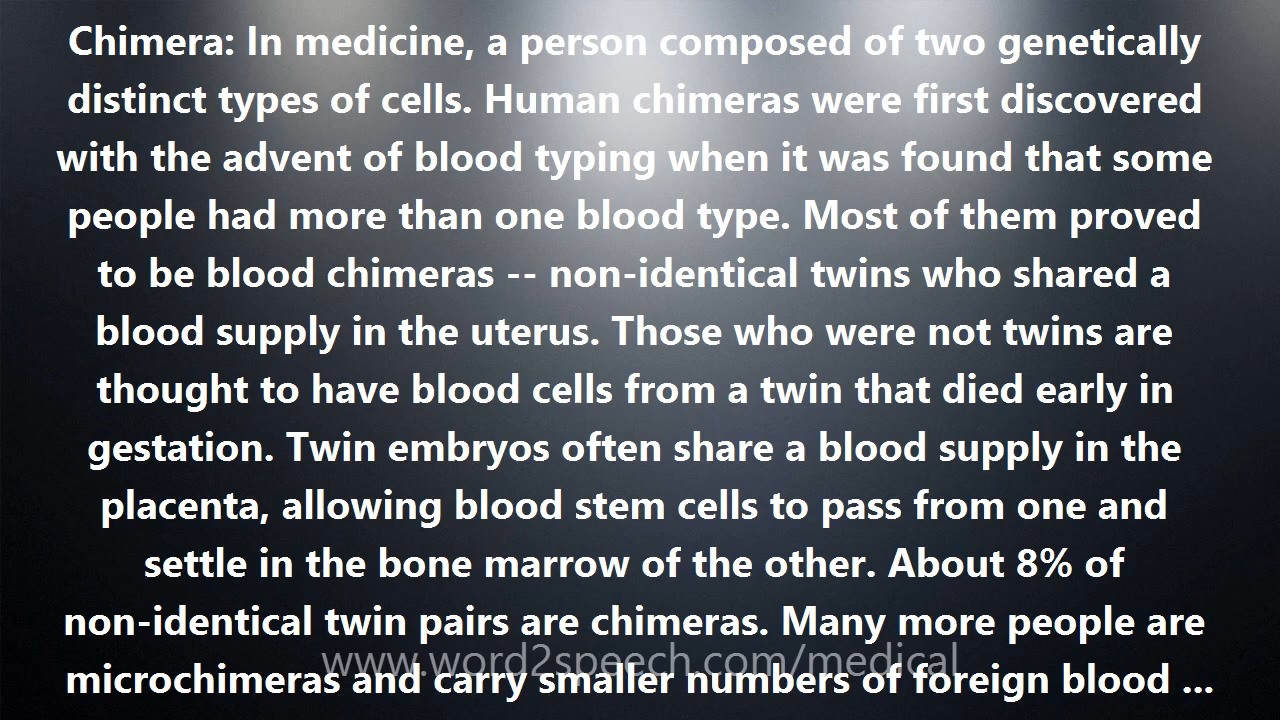 Chimera: In medicine, a person composed of two genetically
distinct types of cells. Human chimeras were first discovered
with the advent of blood typing when it was found that some
people had more than one blood type. Most of them proved
to be blood chimeras -- non-identical twins who shared a
blood supply in the uterus. Those who were not twins are
thought to have blood cells from a twin that died early in
gestation. Twin embryos often share a blood supply in the
placenta, allowing blood stem cells to pass from one and
settle in the bone marrow of the other. About 8% of
non-identical twin pairs are chimeras. Many more people are
www.word2speech.com/medical
microchimeras and carry smaller numbers of foreign blood ...